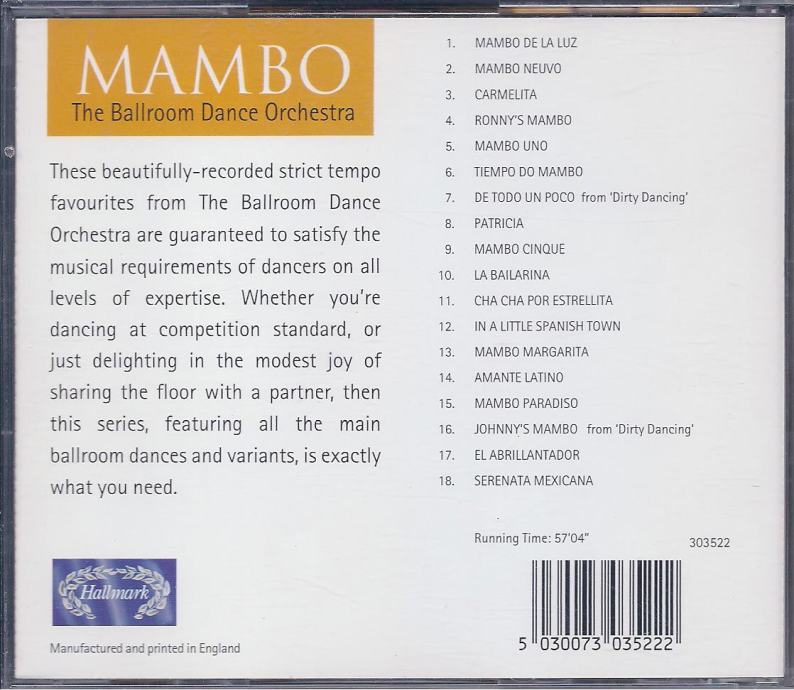 MAMBO
The Ballroom Dance Orchestra
These beautifully-recorded strict tempo
favourites from The Ballroom Dance
Orchestra are guaranteed to satisfy the
musical requirements of dancers on all
levels of expertise. Whether you're
dancing at competition standard, or
just delighting in the modest joy of
sharing the floor with a partner, then
this series, featuring all the main
ballroom dances and variants, is exactly
what you need.
Hallmark
Manufactured and printed in England
1. MAMBO DE LA LUZ
2. MAMBO NEUVO
3. CARMELITA
4. RONNY'S MAMBO
5. MAMBO UNO
6. TIEMPO DO MAMBO
7. DE TODO UN POCO from 'Dirty Dancing'
8. PATRICIA
9. MAMBO CINQUE
10. LA BAILARINA
11. CHA CHA POR ESTRELLITA
12. IN A LITTLE SPANISH TOWN
13. MAMBO MARGARITA
14. AMANTE LATINO
15. MAMBO PARADISO
16. JOHNNY'S MAMBO from 'Dirty Dancing'
17. EL ABRILLANTADOR
18. SERENATA MEXICANA
Running Time: 57'04"
303522
5 030073 035222